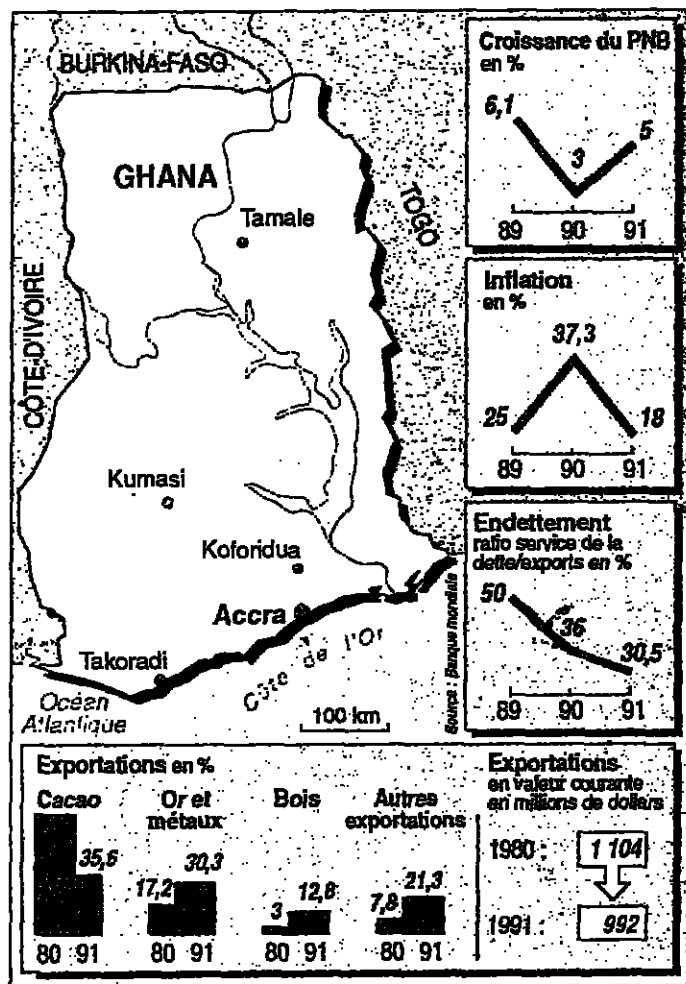 BURKINA-FASO
GHANA
Tamale
TOGO
CÔTE-D'IVOIRE
Kumasi
Koforidua
Accra
Takoradi
Côte de l'Or
Océan
Atlantique
100 km
Source : Banque mondiale
Croissance du PNB
en %
6,1
3
5
89 90 91
Inflation
en %
37,3
25
18
89 90 91
Endettement
ratio service de la
dette/exports en %
50
36
30,5
89 90 91
Exportations en %
Cacao
35,6
80 91
Or et
métaux
17,2
30,3
80 91
Bois
3
12,8
80 91
Autres
exportations
7,8
21,3
80 91
Exportations
en valeur courante
en millions de dollars
1980 : 1 104
1991 : 992